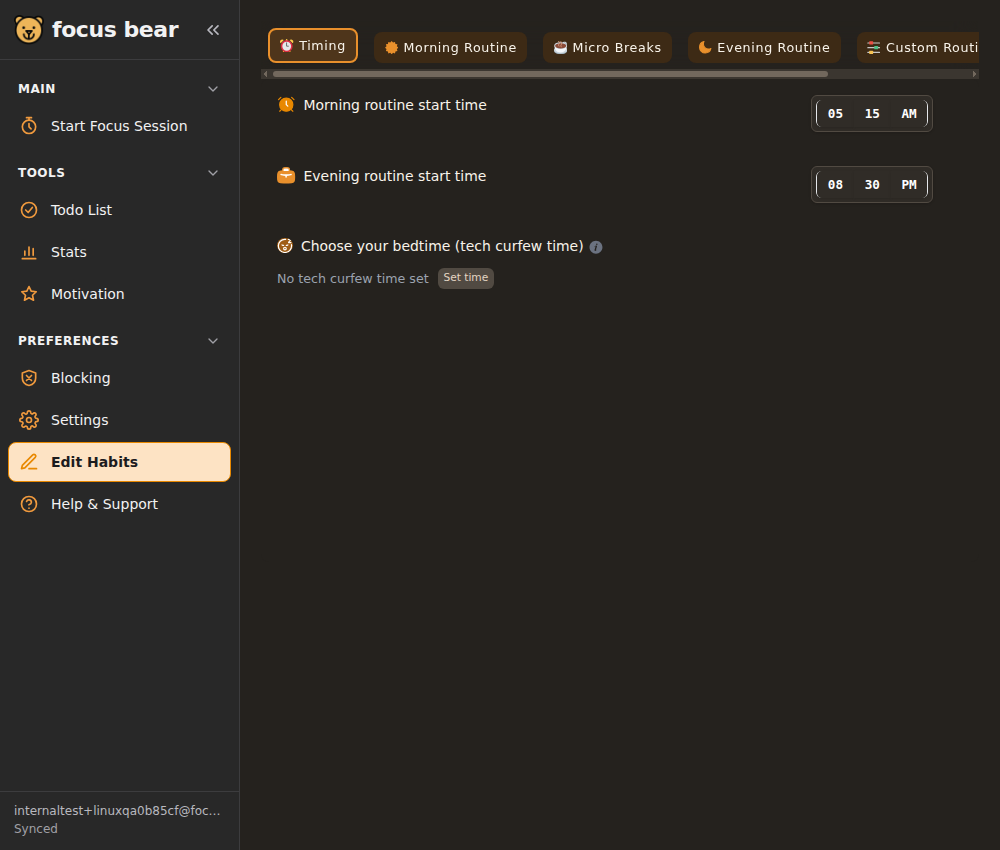 focus bear
MAIN
Start Focus Session
TOOLS
Todo List
Stats
Motivation
PREFERENCES
Blocking
Settings
Edit Habits
Help & Support
internaltest+linuxqa0b85cf@foc...
Synced
Timing
Morning Routine
Micro Breaks
Evening Routine
Custom Routi
Morning routine start time
05 15 AM
Evening routine start time
08 30 PM
Choose your bedtime (tech curfew time)
No tech curfew time set
Set time